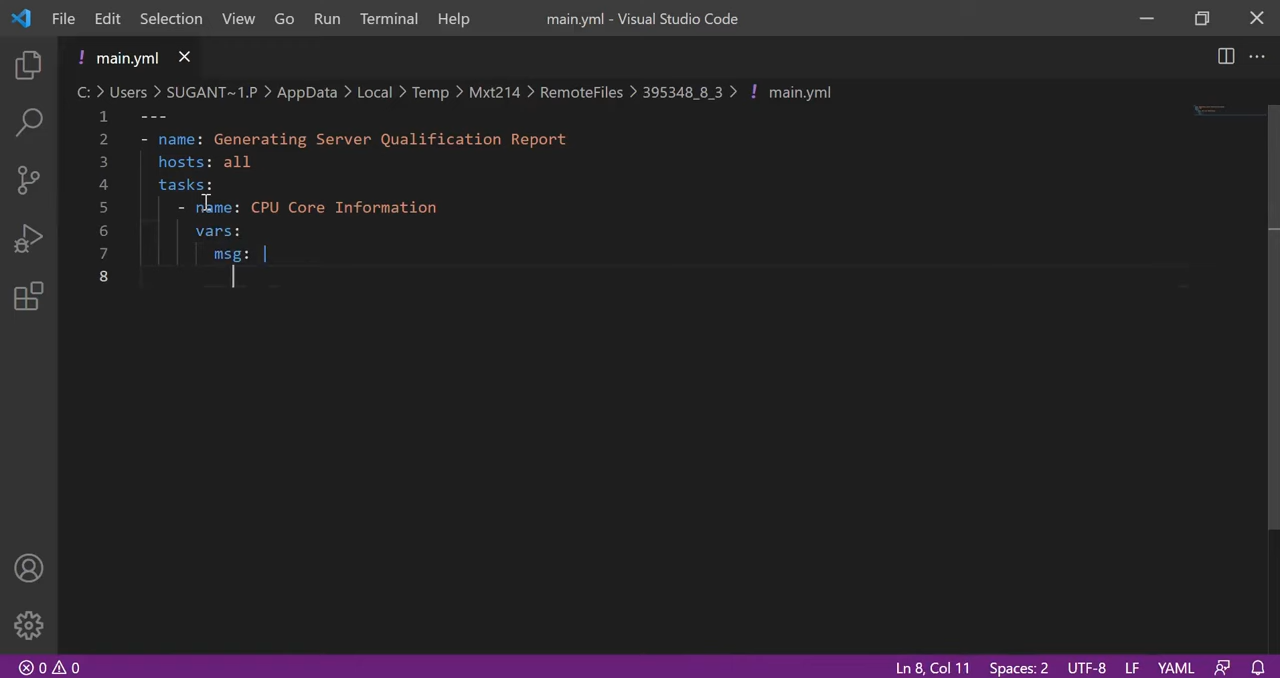 File Edit Selection View Go Run Terminal Help main.yml - Visual Studio Code
! main.yml
C: > Users > SUGANT~1.P > AppData > Local > Temp > Mxt214 > RemoteFiles > 395348_8_3 > ! main.yml
1 ---
2 - name: Generating Server Qualification Report
3 hosts: all
4 tasks:
5 - name: CPU Core Information
6 vars:
7 msg: |
8
0 0 Ln 8, Col 11 Spaces: 2 UTF-8 LF YAML